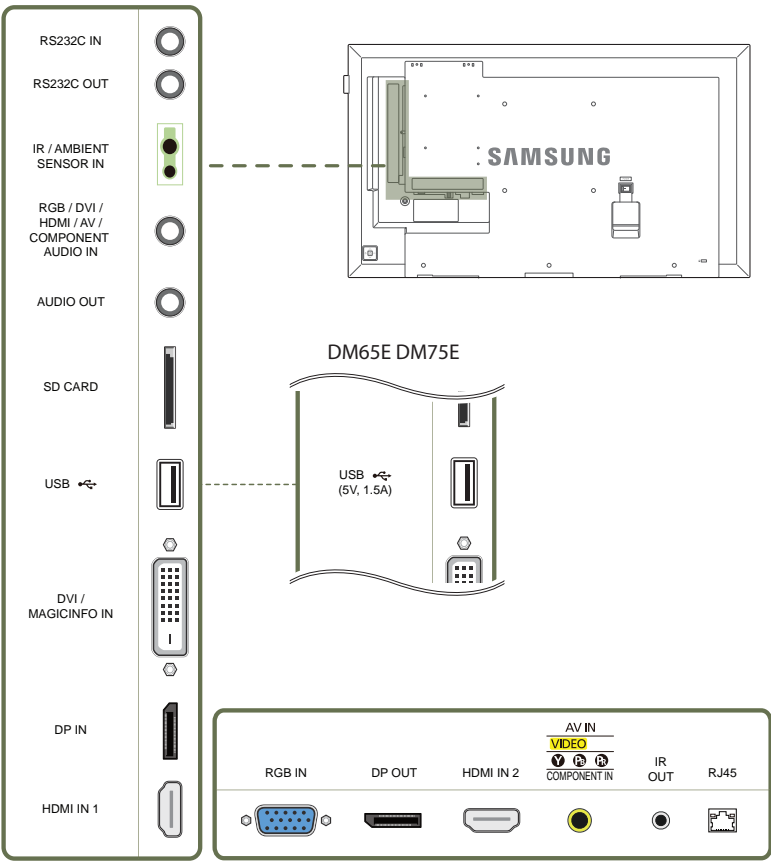 RS232C IN
RS232C OUT
IR / AMBIENT
SENSOR IN
RGB / DVI /
HDMI / AV /
COMPONENT
AUDIO IN
AUDIO OUT
SD CARD
USB
DVI /
MAGICINFO IN
DP IN
HDMI IN 1
SAMSUNG
DM65E DM75E
USB
(5V, 1.5A)
RGB IN
DP OUT
HDMI IN 2
AV IN
VIDEO
Y PB PR
COMPONENT IN
IR
OUT
RJ45